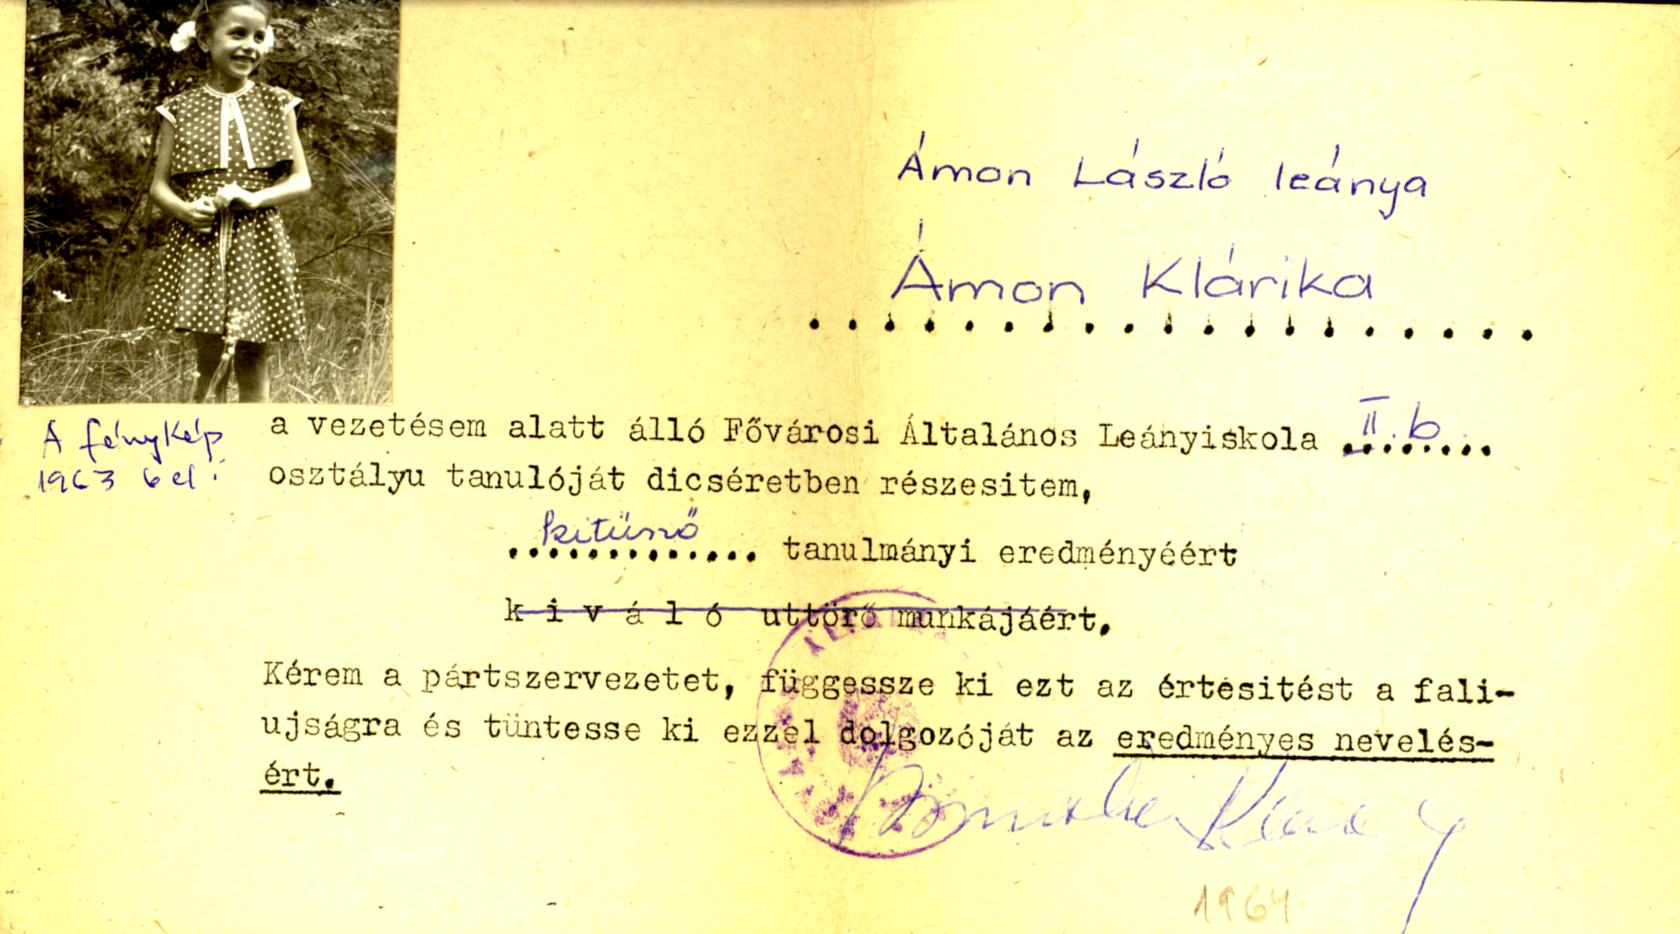 Ámon László leánya
Ámon Klárika
A fénykép
1963 ból:
a vezetésem alatt álló Fővárosi Általános Leányiskola II. b
osztályu tanulóját dicséretben részesitem,
kitünő tanulmányi eredményéért
k i v á l ó uttörő munkájáért.
Kérem a pártszervezetet, függessze ki ezt az értesitést a fali-
ujságra és tüntesse ki ezzel dolgozóját az eredményes nevelés-
ért.
1964